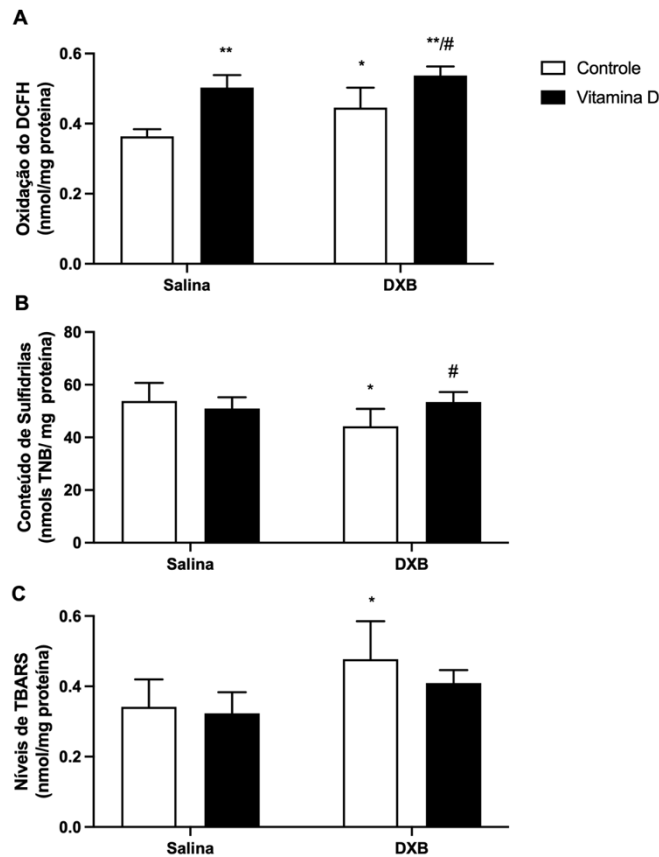 A
Oxidação do DCFH
(nmol/mg proteina)
0.6
0.4
0.2
0.0
**
*
**/#
Salina
DXB
Controle
Vitamina D
B
Conteúdo de Sulfidrilas
(nmols TNB/ mg proteína)
80
60
40
20
0
*
#
Salina
DXB
C
Níveis de TBARS
(nmol/mg proteína)
0.6
0.4
0.2
0.0
*
Salina
DXB